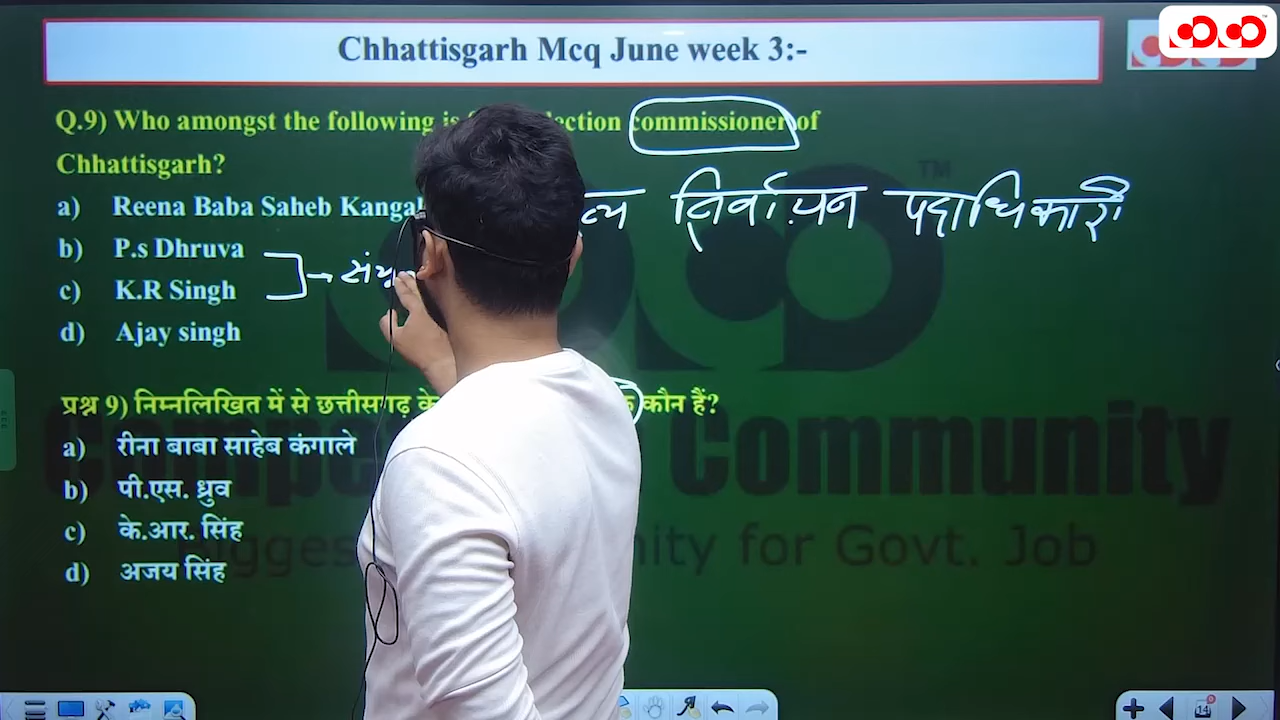 Chhattisgarh Mcq June week 3:-
Q.9) Who amongst the following is election commissioner of
Chhattisgarh?
a) Reena Baba Saheb Kangal
निर्वाचन पदाधिकारी
b) P.s Dhruva
c) K.R Singh
d) Ajay singh
प्रश्न 9) निम्नलिखित में से छत्तीसगढ़ के कौन हैं?
a) रीना बाबा साहेब कंगाले
b) पी.एस. ध्रुव
c) के.आर. सिंह
d) अजय सिंह
Community
for Govt. Job
14